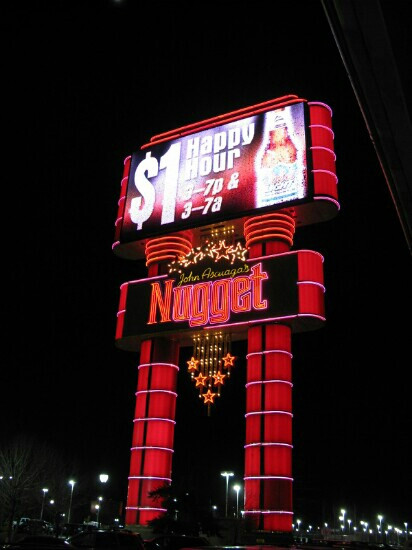 $1 Happy
Hour
3-7p &
3-7a
John Ascuaga's
Nugget